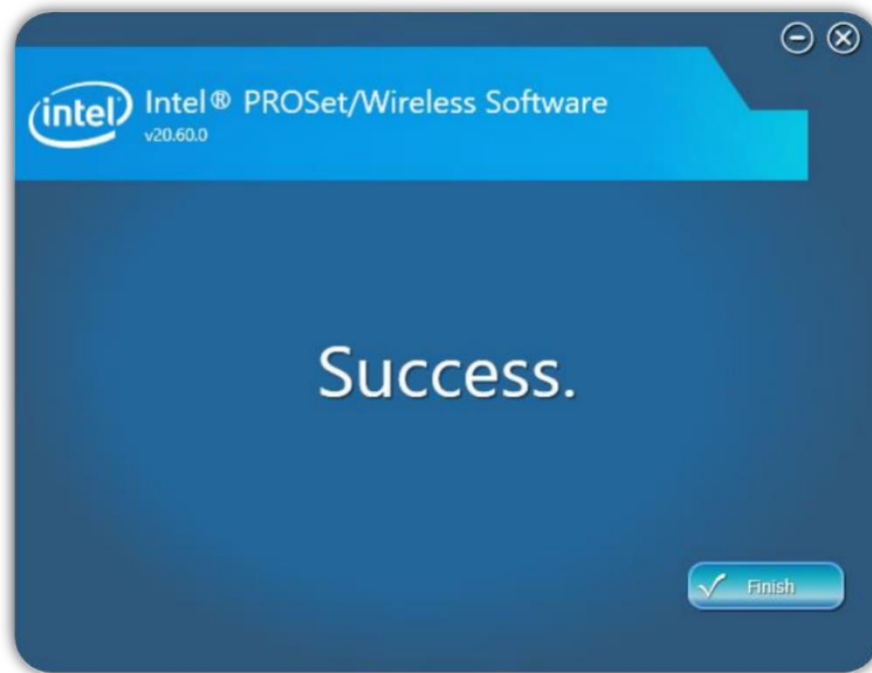 intel
Intel® PROSet/Wireless Software
v20.60.0
Success.
Finish